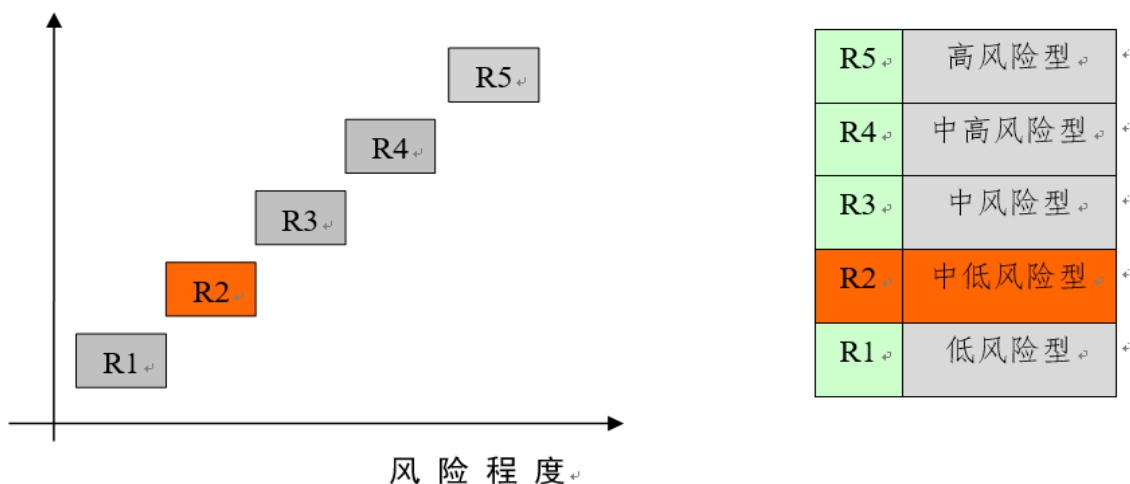 R5
R4
R3
R2
R1
风险程度
R5 高风险型
R4 中高风险型
R3 中风险型
R2 中低风险型
R1 低风险型